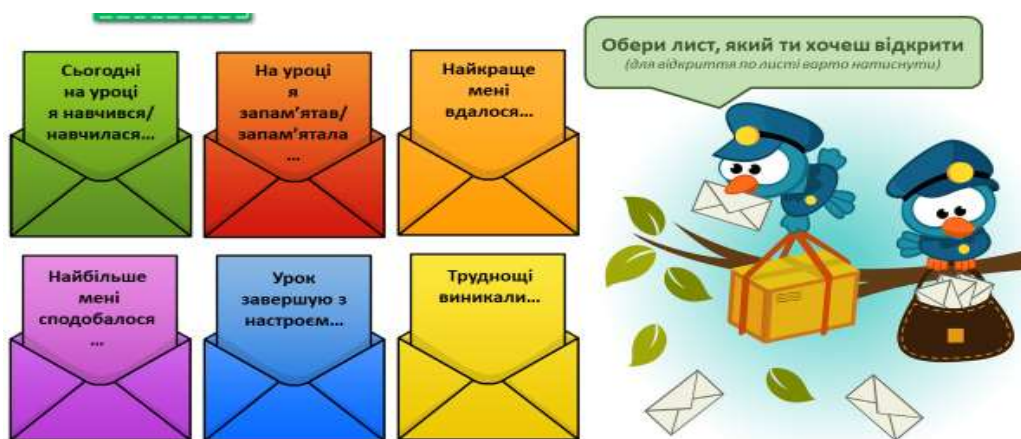 Сьогодні
на уроці
я навчився/
навчилася...
На уроці
я
запам'ятав/
запам'ятала
...
Найкраще
мені
вдалося...
Обери лист, який ти хочеш відкрити
(для відкриття по листі варто натиснути)
Найбільше
мені
сподобалося
...
Урок
завершую з
настроєм...
Труднощі
виникали...